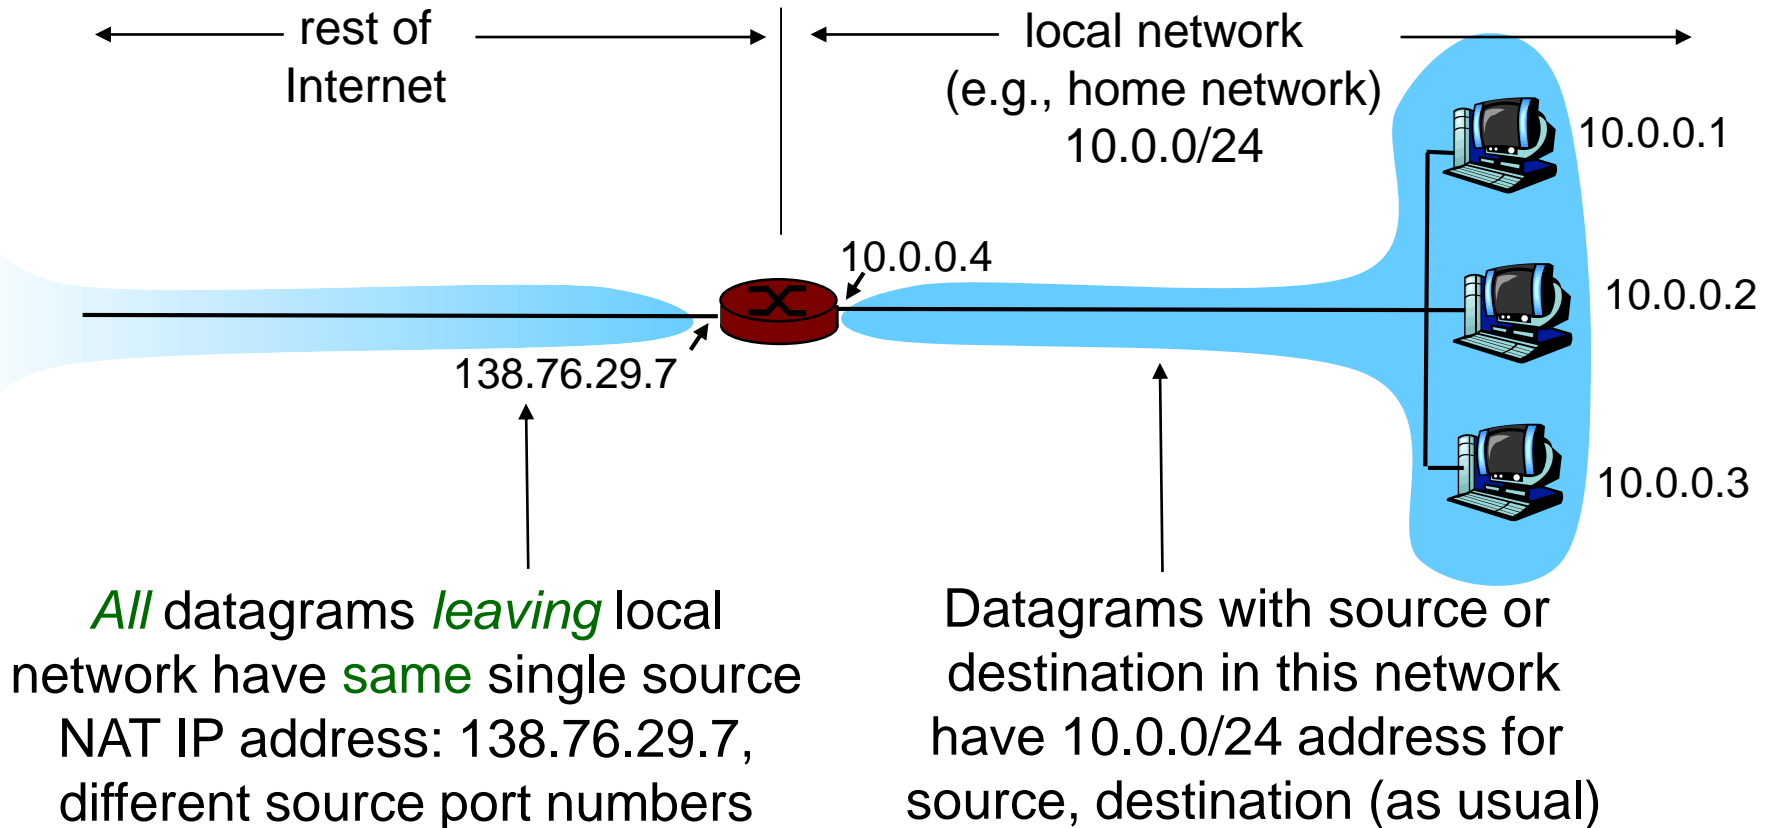 rest of
Internet
local network
(e.g., home network)
10.0.0/24
10.0.0.1
10.0.0.4
10.0.0.2
138.76.29.7
10.0.0.3
All datagrams leaving local
network have same single source
NAT IP address: 138.76.29.7,
different source port numbers
Datagrams with source or
destination in this network
have 10.0.0/24 address for
source, destination (as usual)